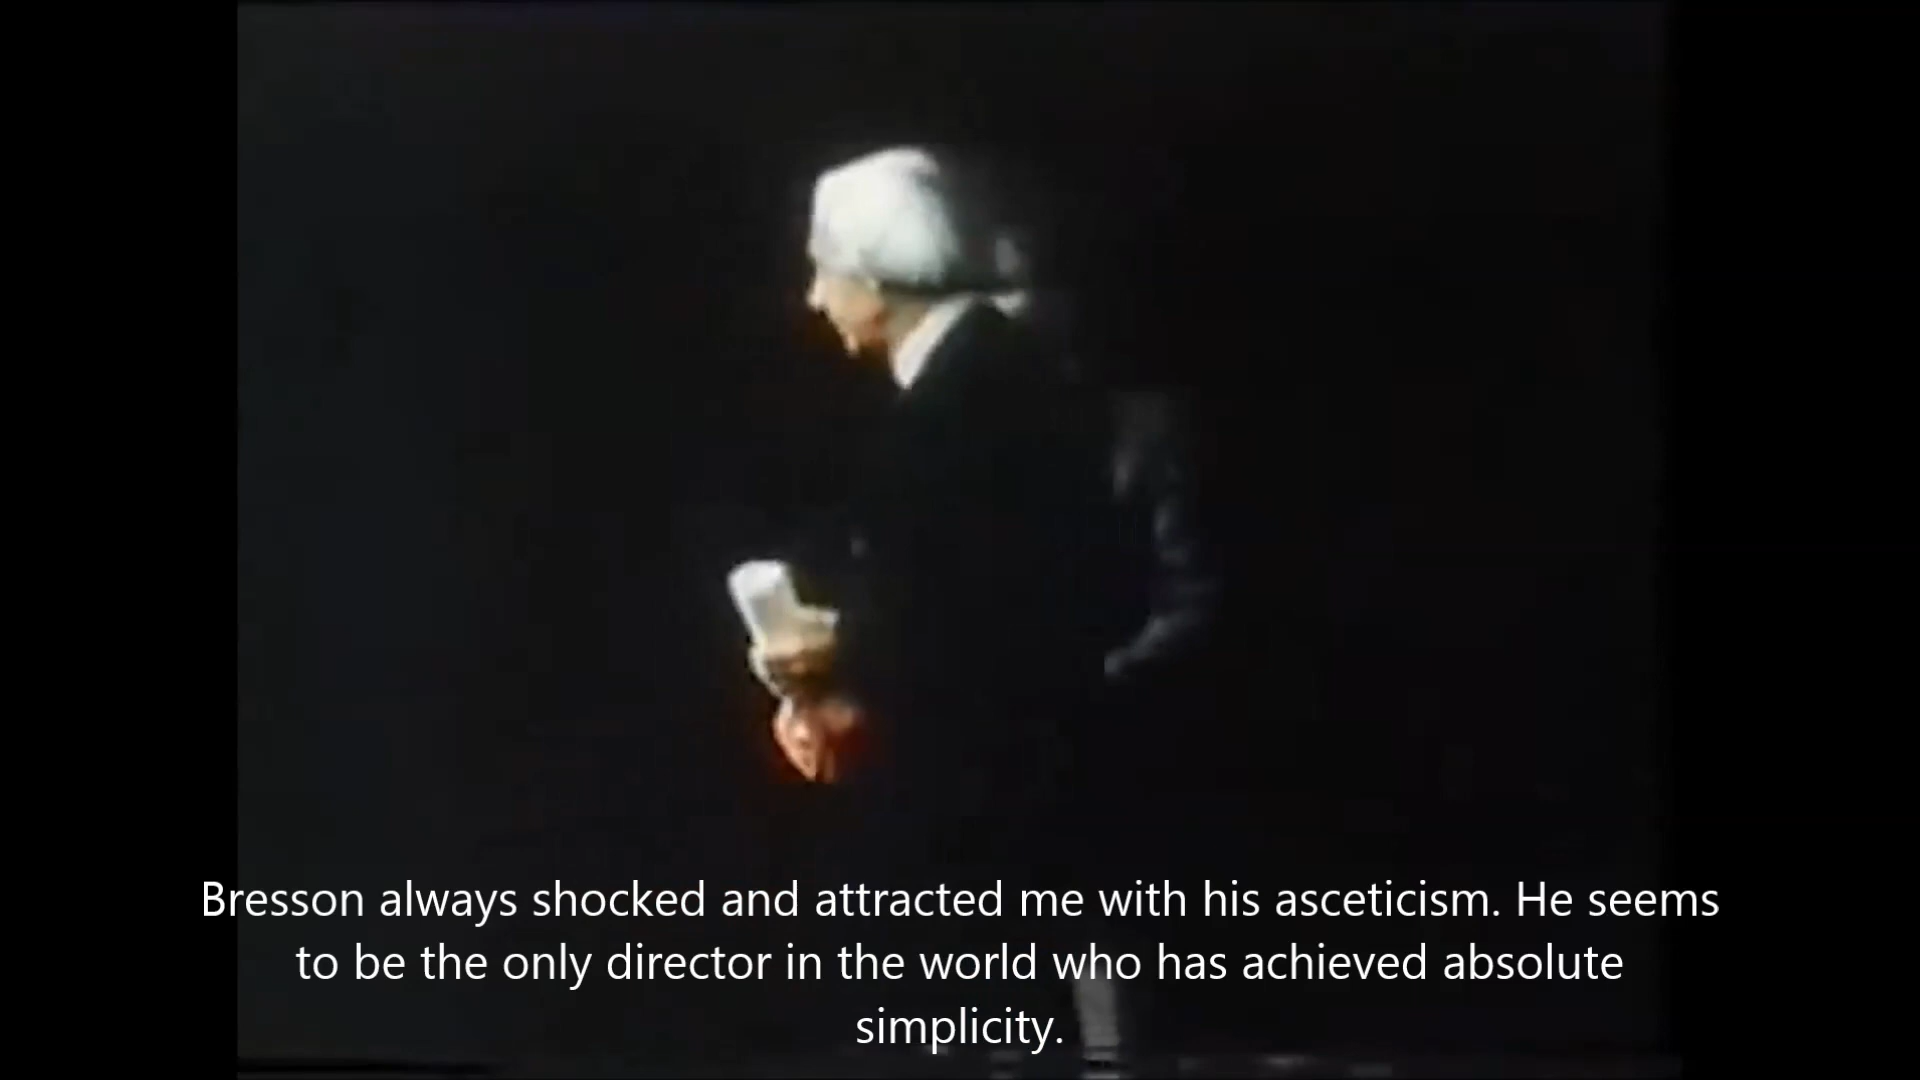 Bresson always shocked and attracted me with his asceticism. He seems
to be the only director in the world who has achieved absolute
simplicity.